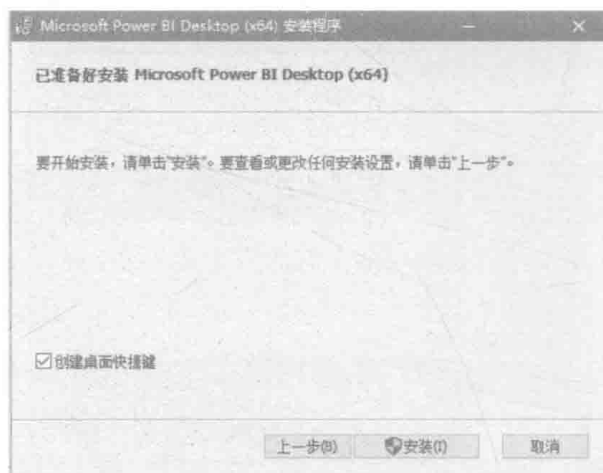 Microsoft Power BI Desktop (x64) 安装程序
已准备好安装 Microsoft Power BI Desktop (x64)
要开始安装，请单击"安装"。要查看或更改任何安装设置，请单击"上一步"。
创建桌面快捷键
上一步(B) 安装(I) 取消